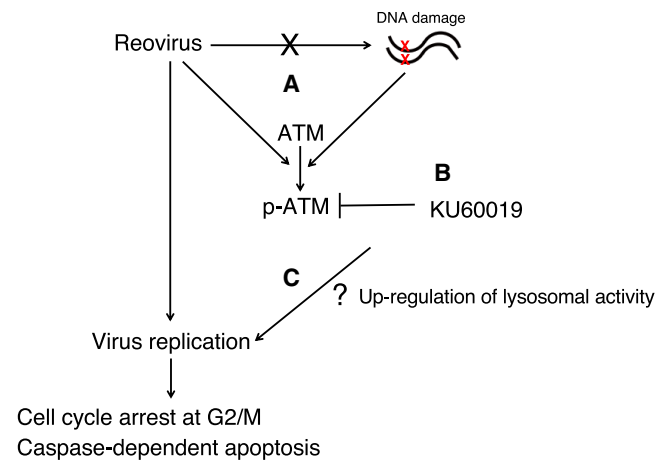 DNA damage
Reovirus
X
X
X
A
ATM
B
p-ATM
KU60019
C
? Up-regulation of lysosomal activity
Virus replication
Cell cycle arrest at G2/M
Caspase-dependent apoptosis